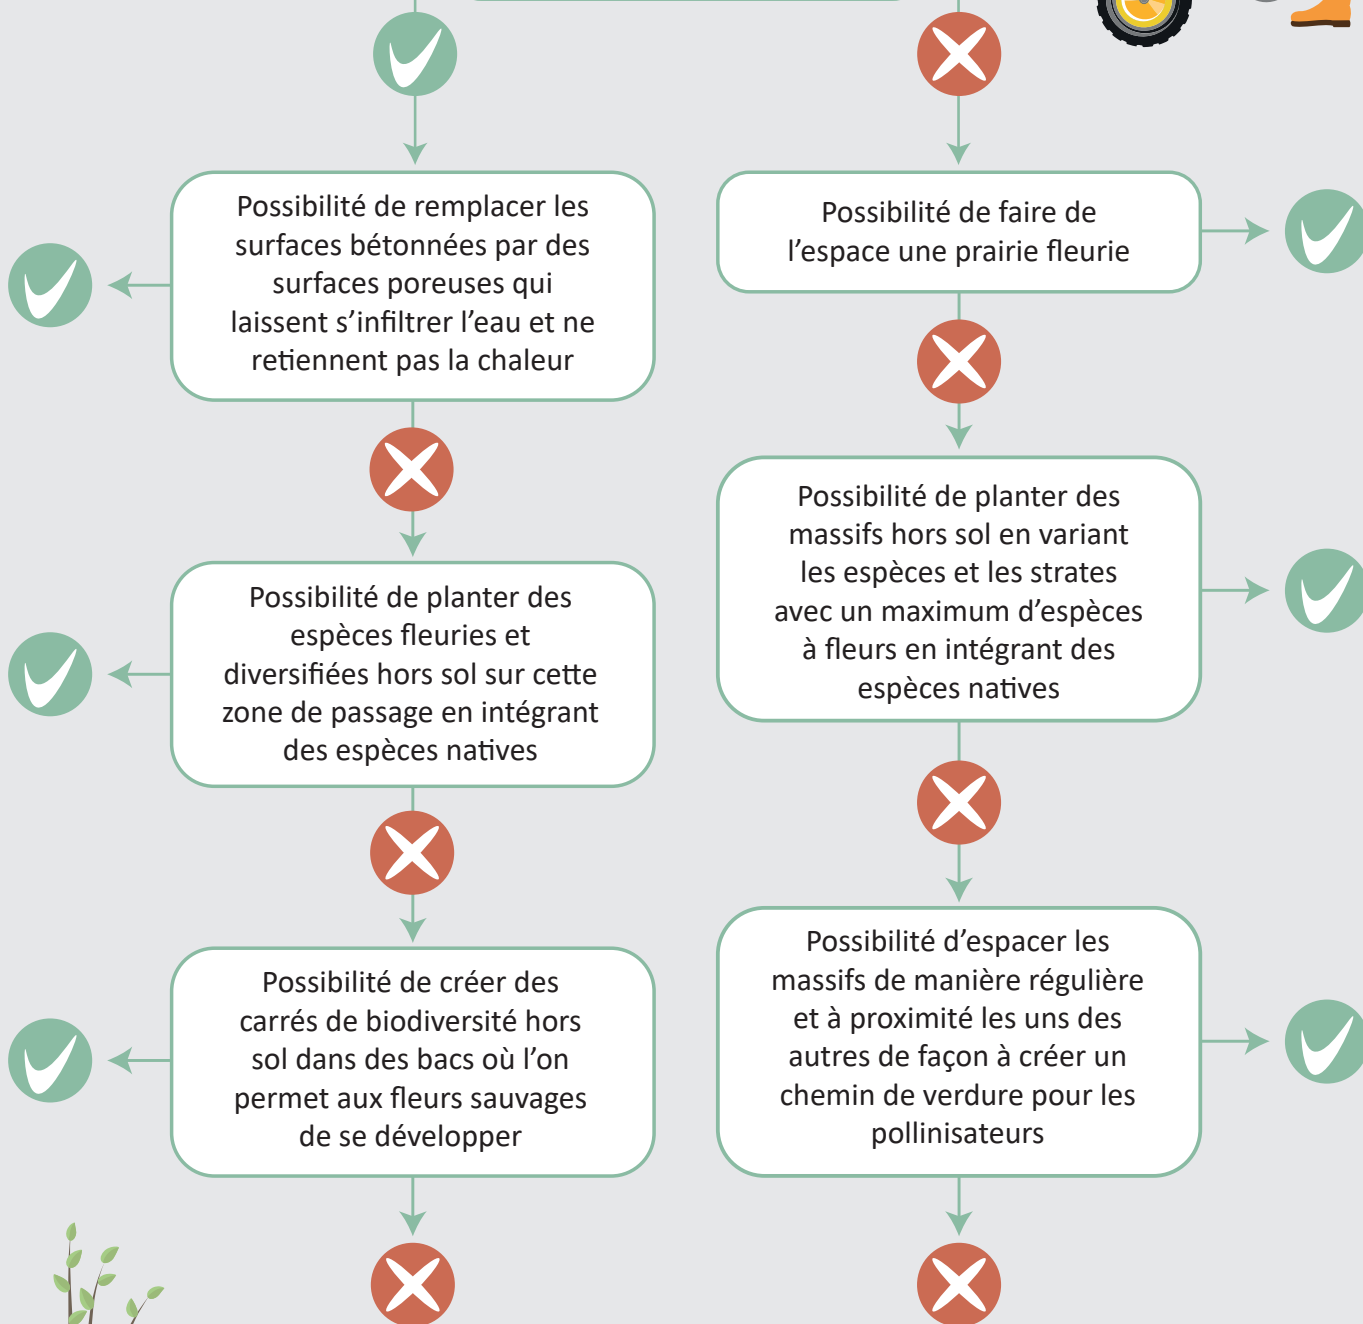 Possibilité de remplacer les
surfaces bétonnées par des
surfaces poreuses qui
laissent s’infiltrer l’eau et ne
retiennent pas la chaleur
Possibilité de planter des
espèces fleuries et
diversifiées hors sol sur cette
zone de passage en intégrant
des espèces natives
Possibilité de créer des
carrés de biodiversité hors
sol dans des bacs où l’on
permet aux fleurs sauvages
de se développer
Possibilité de faire de
l’espace une prairie fleurie
Possibilité de planter des
massifs hors sol en variant
les espèces et les strates
avec un maximum d’espèces
à fleurs en intégrant des
espèces natives
Possibilité d’espacer les
massifs de manière régulière
et à proximité les uns des
autres de façon à créer un
chemin de verdure pour les
pollinisateurs